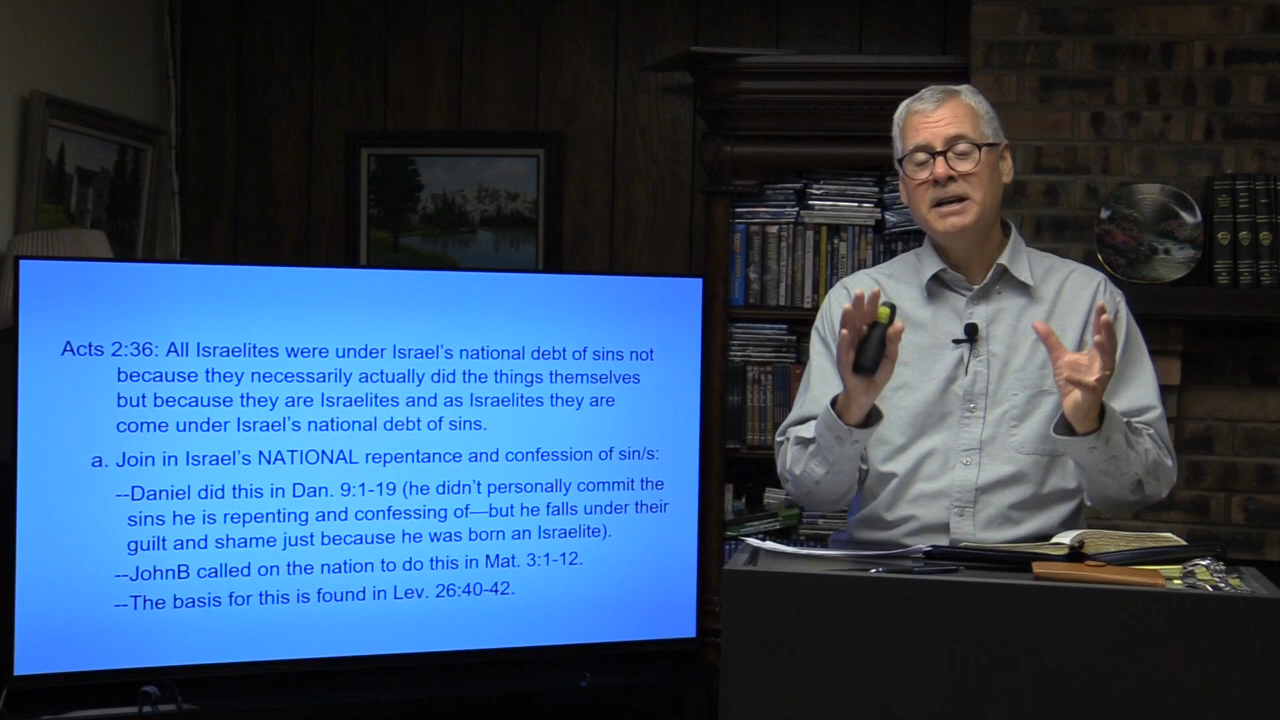 Acts 2:36: All Israelites were under Israel's national debt of sins not
because they necessarily actually did the things themselves
but because they are Israelites and as Israelites they are
come under Israel's national debt of sins.
a. Join in Israel's NATIONAL repentance and confession of sin/s:
--Daniel did this in Dan. 9:1-19 (he didn't personally commit the
sins he is repenting and confessing of—but he falls under their
guilt and shame just because he was born an Israelite).
--JohnB called on the nation to do this in Mat. 3:1-12.
--The basis for this is found in Lev. 26:40-42.